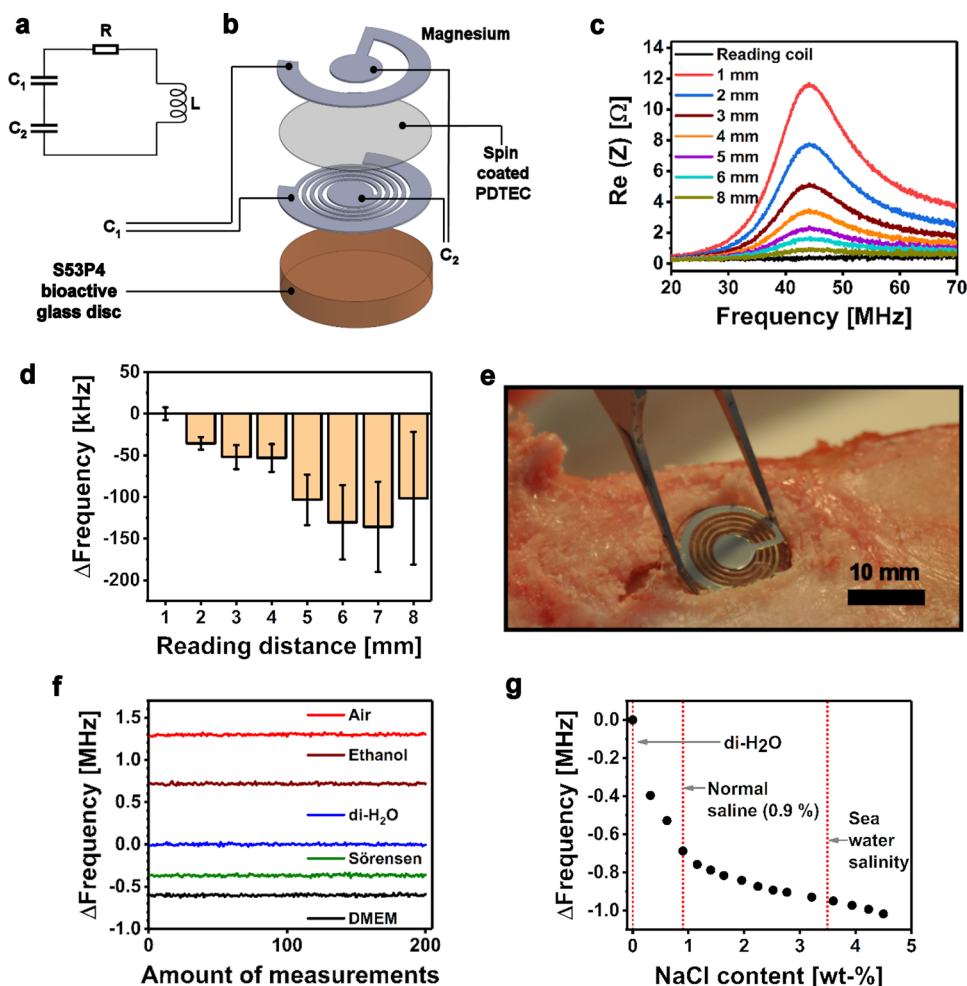 a
R
C1
C2
L
b
Magnesium
Spin
coated
PDTEC
C1
C2
S53P4
bioactive
glass disc
c
Re (Z) [Ω]
14
12
10
8
6
4
2
0
Reading coil
1 mm
2 mm
3 mm
4 mm
5 mm
6 mm
8 mm
20 30 40 50 60 70
Frequency [MHz]
d
ΔFrequency [kHz]
50
0
-50
-100
-150
-200
1 2 3 4 5 6 7 8
Reading distance [mm]
e
10 mm
f
ΔFrequency [MHz]
1.5
1.0
0.5
0.0
-0.5
-1.0
Air
Ethanol
di-H2O
Sörensen
DMEM
0 100 200
Amount of measurements
g
ΔFrequency [MHz]
0.0
-0.2
-0.4
-0.6
-0.8
-1.0
di-H2O
Normal
saline (0.9 %)
Sea
water
salinity
0 1 2 3 4 5
NaCl content [wt-%]